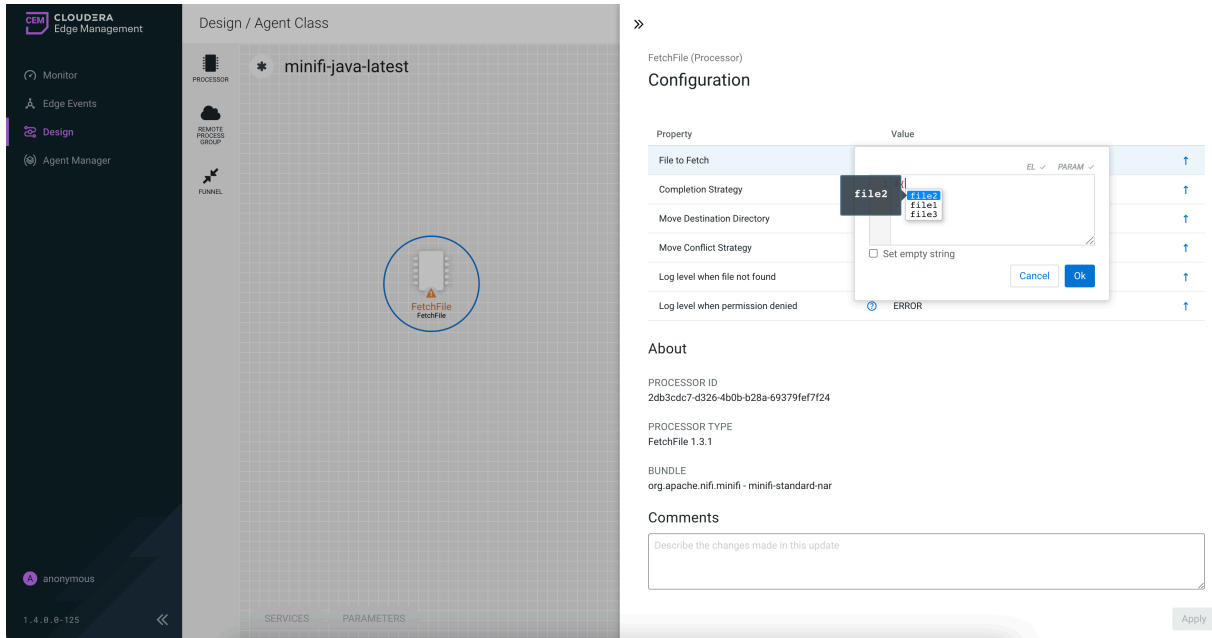 CEM CLOUDERA
Edge Management
Monitor
Edge Events
Design
Agent Manager
A anonymous
1.4.0.0-125
Design / Agent Class
PROCESSOR
REMOTE
PROCESS
GROUP
FUNNEL
minifi-java-latest
FetchFile
FetchFile
SERVICES PARAMETERS
FetchFile (Processor)
Configuration
Property Value
File to Fetch
Completion Strategy
Move Destination Directory
Move Conflict Strategy
Log level when file not found
Log level when permission denied ERROR
EL PARAM
file2
file2
file1
file3
Set empty string
Cancel Ok
About
PROCESSOR ID
2db3cdc7-d326-4b0b-b28a-69379fef7f24
PROCESSOR TYPE
FetchFile 1.3.1
BUNDLE
org.apache.nifi.minifi - minifi-standard-nar
Comments
Describe the changes made in this update
Apply